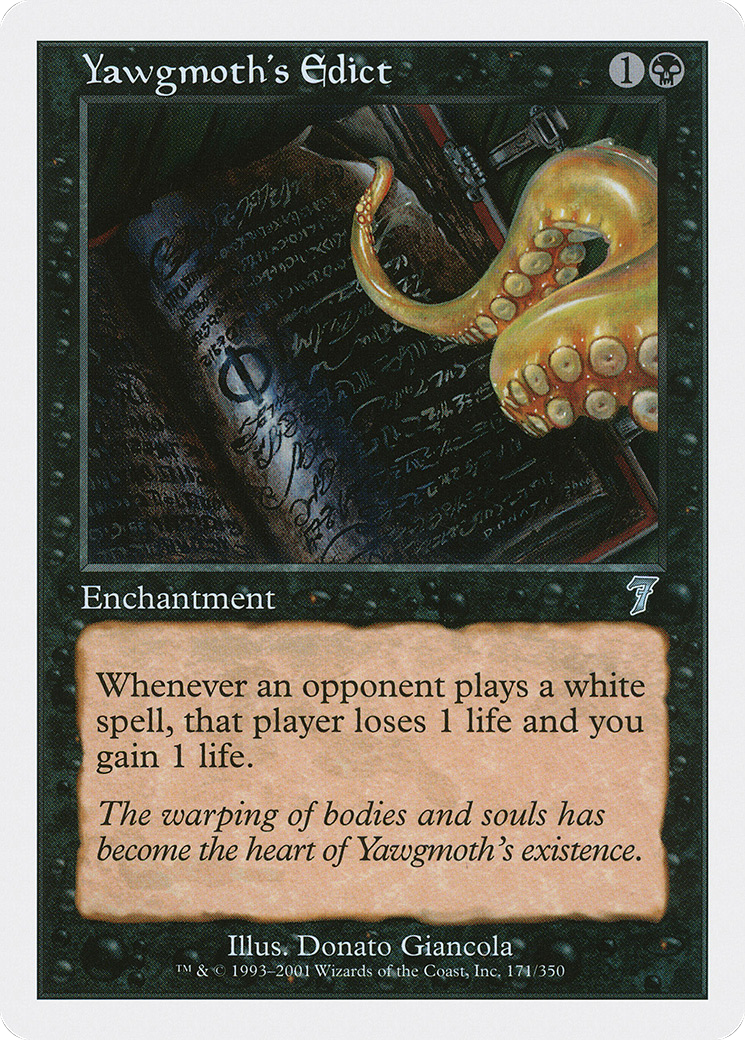 Yawgmoth's Edict 1
Enchantment 7
Whenever an opponent plays a white
spell, that player loses 1 life and you
gain 1 life.
The warping of bodies and souls has
become the heart of Yawgmoth's existence.
Illus. Donato Giancola
™ & © 1993–2001 Wizards of the Coast, Inc. 171/350